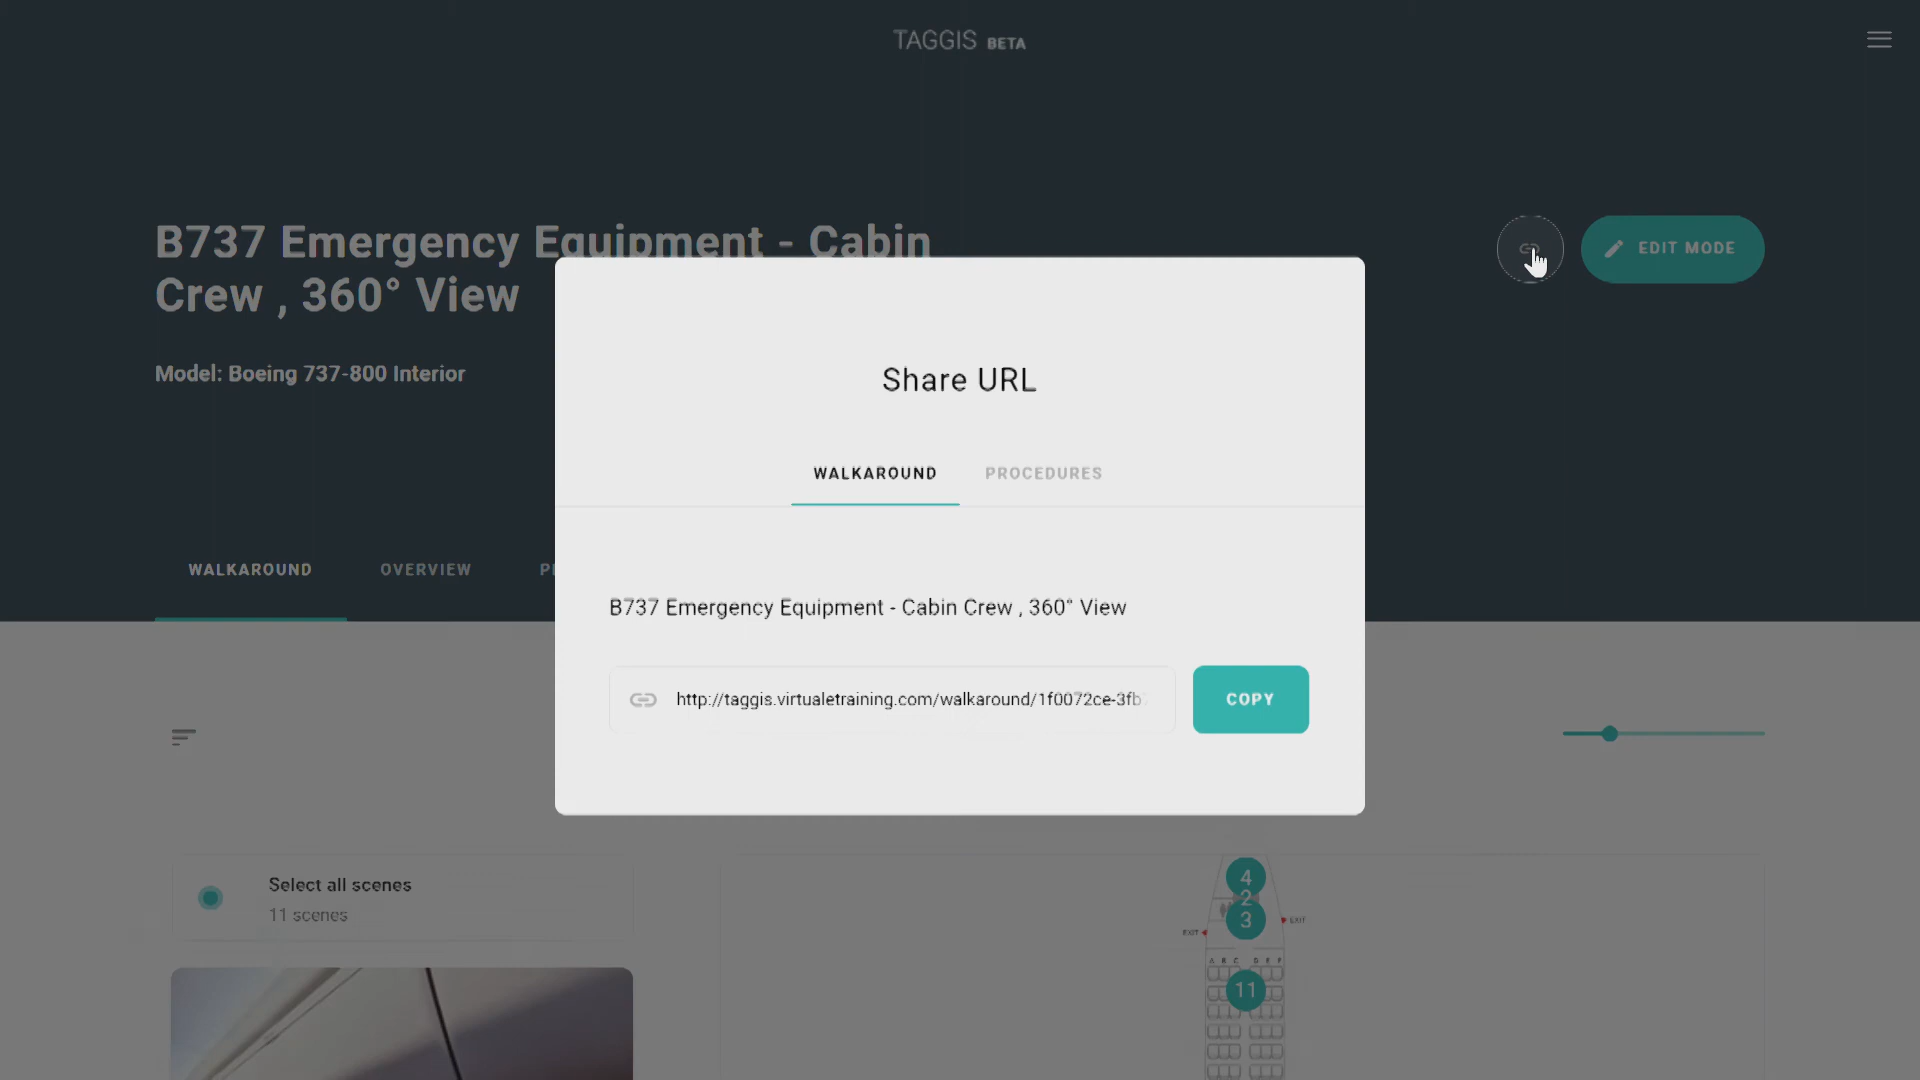 TAGGIS BETA
B737 Emergency Equipment - Cabin
Crew , 360° View
EDIT MODE
Model: Boeing 737-800 Interior
WALKAROUND
OVERVIEW
Share URL
WALKAROUND
PROCEDURES
B737 Emergency Equipment - Cabin Crew , 360° View
http://taggis.virtualetraining.com/walkaround/1f0072ce-3fb
COPY
Select all scenes
11 scenes
4
2
3
EXIT
EXIT
A B C D E F
11